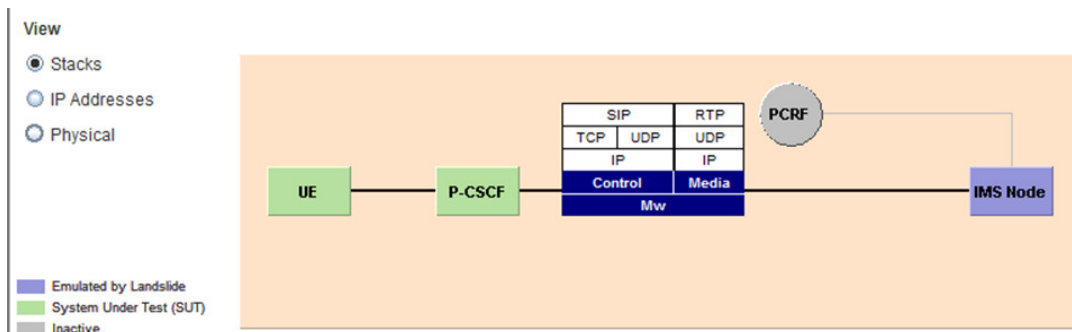 View
Stacks
IP Addresses
Physical
SIP RTP
TCP UDP UDP
IP IP
Control Media
Mw
PCRF
UE
P-CSCF
IMS Node
Emulated by Landslide
System Under Test (SUT)
Inactive